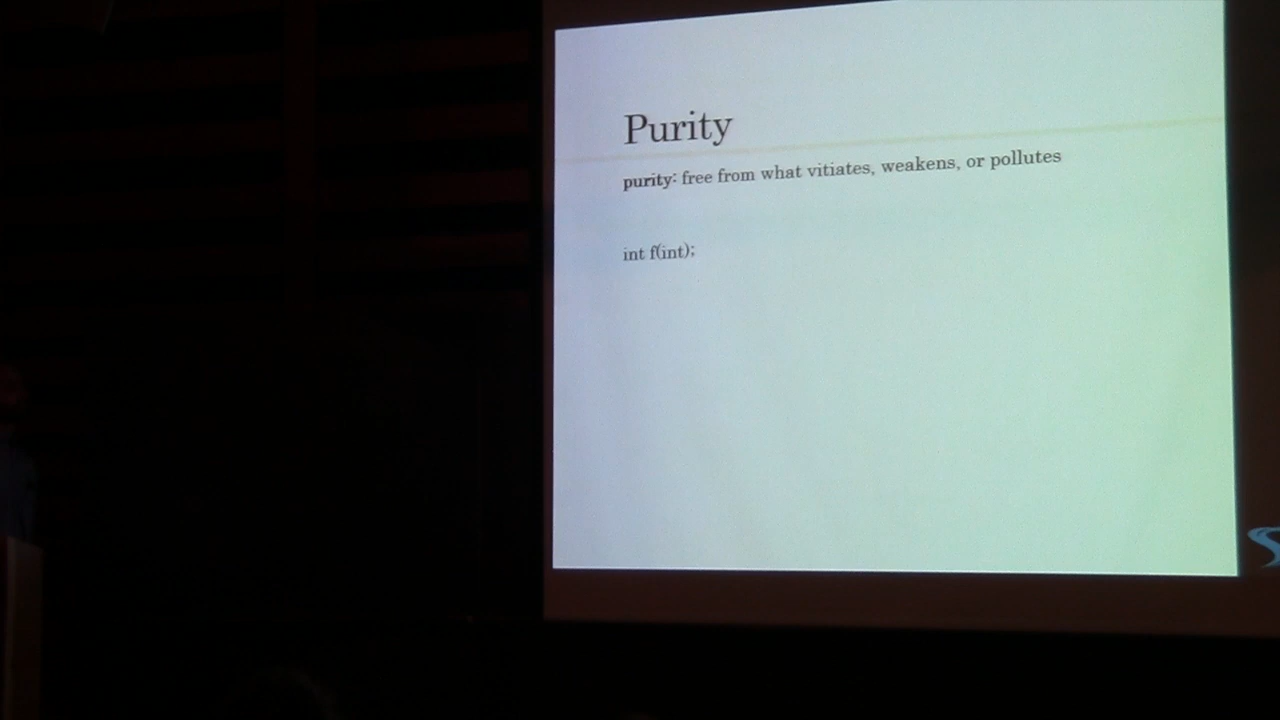 Purity
purity: free from what vitiates, weakens, or pollutes
int f(int);